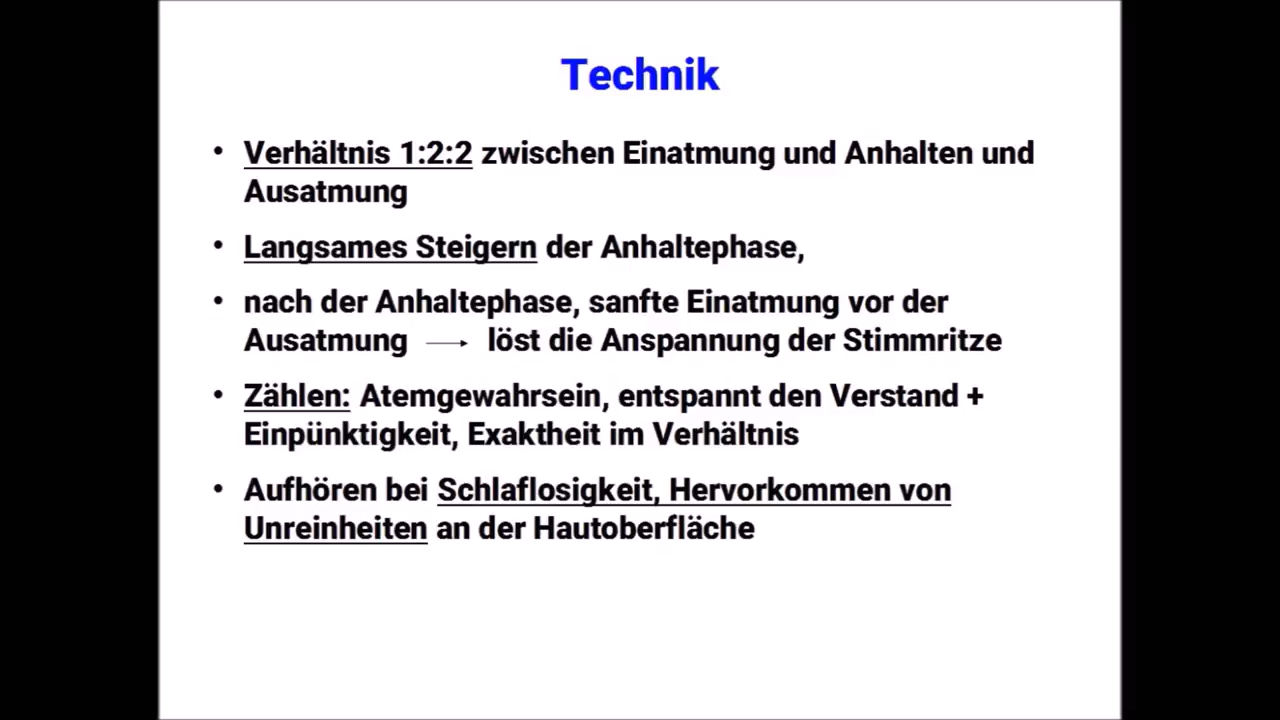 Technik
• Verhältnis 1:2:2 zwischen Einatmung und Anhalten und
Ausatmung
• Langsames Steigern der Anhaltephase,
• nach der Anhaltephase, sanfte Einatmung vor der
Ausatmung → löst die Anspannung der Stimmritze
• Zählen: Atemgewahrsein, entspannt den Verstand +
Einpünktigkeit, Exaktheit im Verhältnis
• Aufhören bei Schlaflosigkeit, Hervorkommen von
Unreinheiten an der Hautoberfläche